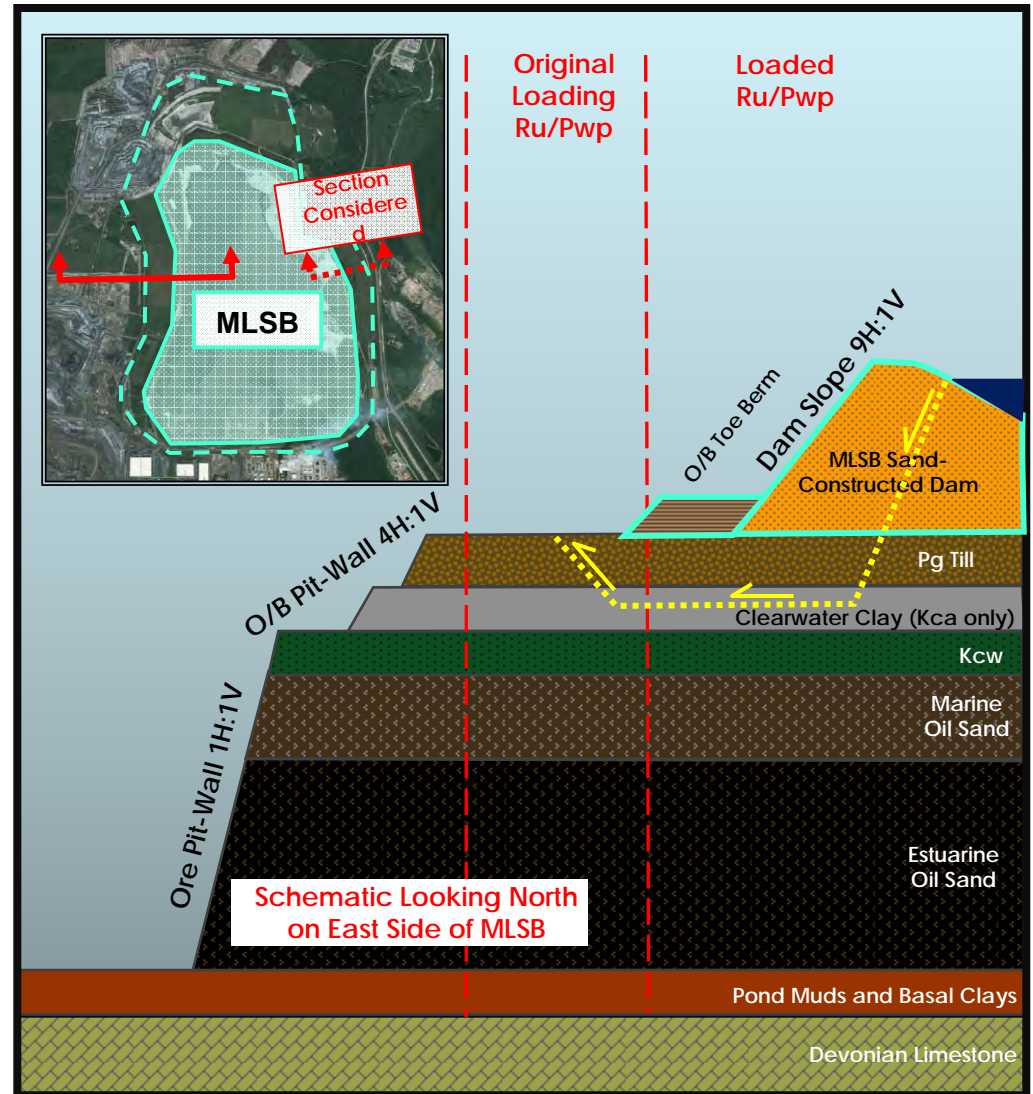 Original
Loading
Ru/Pwp
Loaded
Ru/Pwp
Section
Considere
d
MLSB
O/B Toe Berm
Dam Slope 9H:1V
MLSB Sand-
Constructed Dam
O/B Pit-Wall 4H:1V
Pg Till
Clearwater Clay (Kca only)
Kcw
Marine
Oil Sand
Ore Pit-Wall 1H:1V
Estuarine
Oil Sand
Schematic Looking North
on East Side of MLSB
Pond Muds and Basal Clays
Devonian Limestone